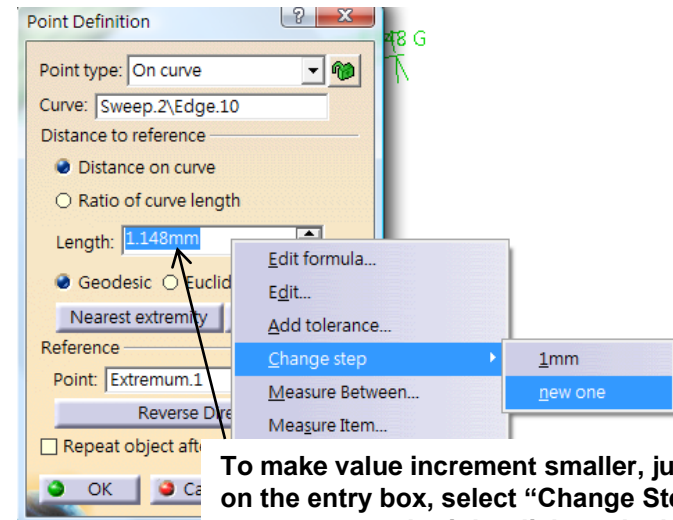 Point Definition
48 G
Point type: On curve
Curve: Sweep.2\Edge.10
Distance to reference
Distance on curve
Ratio of curve length
Length: 1.148mm
Edit formula...
Geodesic
Edit...
Nearest extremity
Add tolerance...
Reference
Change step
1mm
Point: Extremum.1
Measure Between...
new one
Reverse
Measure Item...
Repeat object
OK
To make value increment smaller,
on the entry box, select “Change